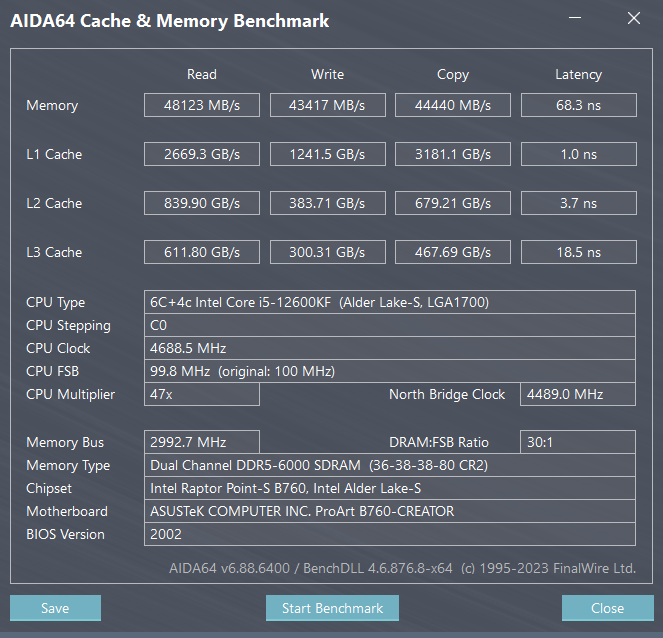 AIDA64 Cache & Memory Benchmark
Read Write Copy Latency
Memory 48123 MB/s 43417 MB/s 44440 MB/s 68.3 ns
L1 Cache 2669.3 GB/s 1241.5 GB/s 3181.1 GB/s 1.0 ns
L2 Cache 839.90 GB/s 383.71 GB/s 679.21 GB/s 3.7 ns
L3 Cache 611.80 GB/s 300.31 GB/s 467.69 GB/s 18.5 ns
CPU Type 6C+4c Intel Core i5-12600KF (Alder Lake-S, LGA1700)
CPU Stepping C0
CPU Clock 4688.5 MHz
CPU FSB 99.8 MHz (original: 100 MHz)
CPU Multiplier 47x North Bridge Clock 4489.0 MHz
Memory Bus 2992.7 MHz DRAM:FSB Ratio 30:1
Memory Type Dual Channel DDR5-6000 SDRAM (36-38-38-80 CR2)
Chipset Intel Raptor Point-S B760, Intel Alder Lake-S
Motherboard ASUSTeK COMPUTER INC. ProArt B760-CREATOR
BIOS Version 2002
AIDA64 v6.88.6400 / BenchDLL 4.6.876.8-x64 (c) 1995-2023 FinalWire Ltd.
Save Start Benchmark Close